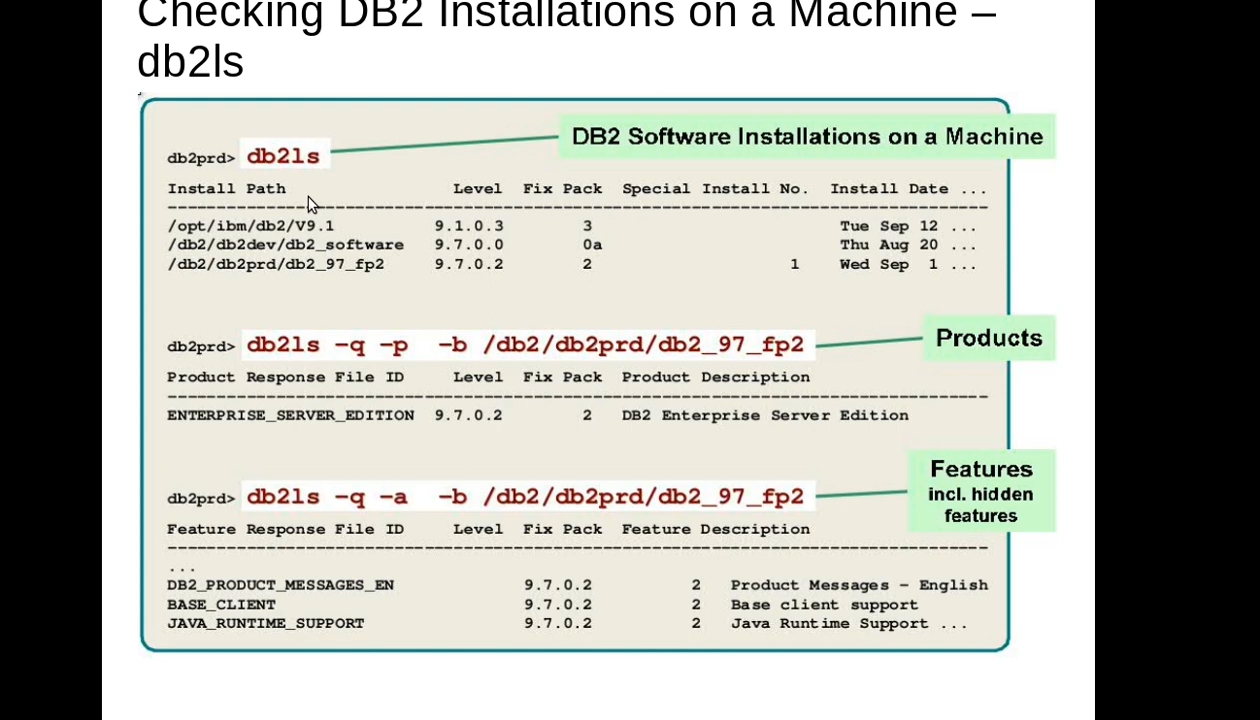 Checking DB2 Installations on a Machine –
db2ls
DB2 Software Installations on a Machine
db2prd> db2ls
Install Path Level Fix Pack Special Install No. Install Date ...
-----------------------------------------------------------------------------------
/opt/ibm/db2/V9.1 9.1.0.3 3 Tue Sep 12 ...
/db2/db2dev/db2_software 9.7.0.0 0a Thu Aug 20 ...
/db2/db2prd/db2_97_fp2 9.7.0.2 2 1 Wed Sep 1 ...
db2prd> db2ls -q -p -b /db2/db2prd/db2_97_fp2
Products
Product Response File ID Level Fix Pack Product Description
-----------------------------------------------------------------------------------
ENTERPRISE_SERVER_EDITION 9.7.0.2 2 DB2 Enterprise Server Edition
db2prd> db2ls -q -a -b /db2/db2prd/db2_97_fp2
Features
incl. hidden
features
Feature Response File ID Level Fix Pack Feature Description
-----------------------------------------------------------------------------------
...
DB2_PRODUCT_MESSAGES_EN 9.7.0.2 2 Product Messages - English
BASE_CLIENT 9.7.0.2 2 Base client support
JAVA_RUNTIME_SUPPORT 9.7.0.2 2 Java Runtime Support ...